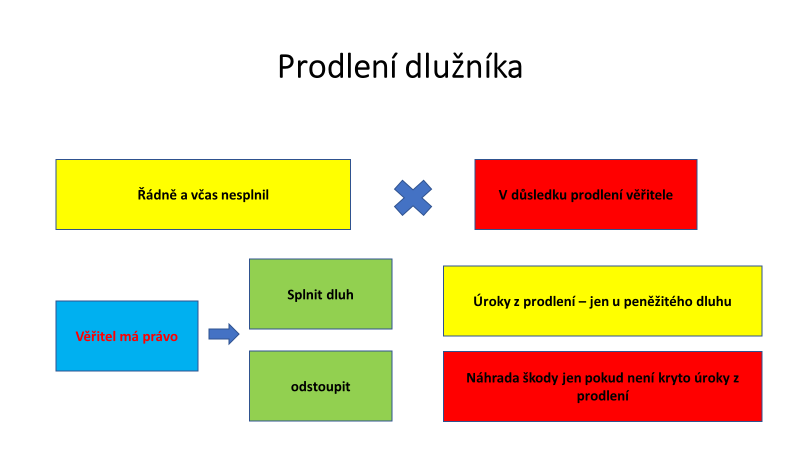 Prodlení dlužníka
Řádně a včas nesplnil
V důsledku prodlení věřitele
Věřitel má právo
Splnit dluh
odstoupit
Úroky z prodlení – jen u peněžitého dluhu
Náhrada škody jen pokud není kryto úroky z
prodlení